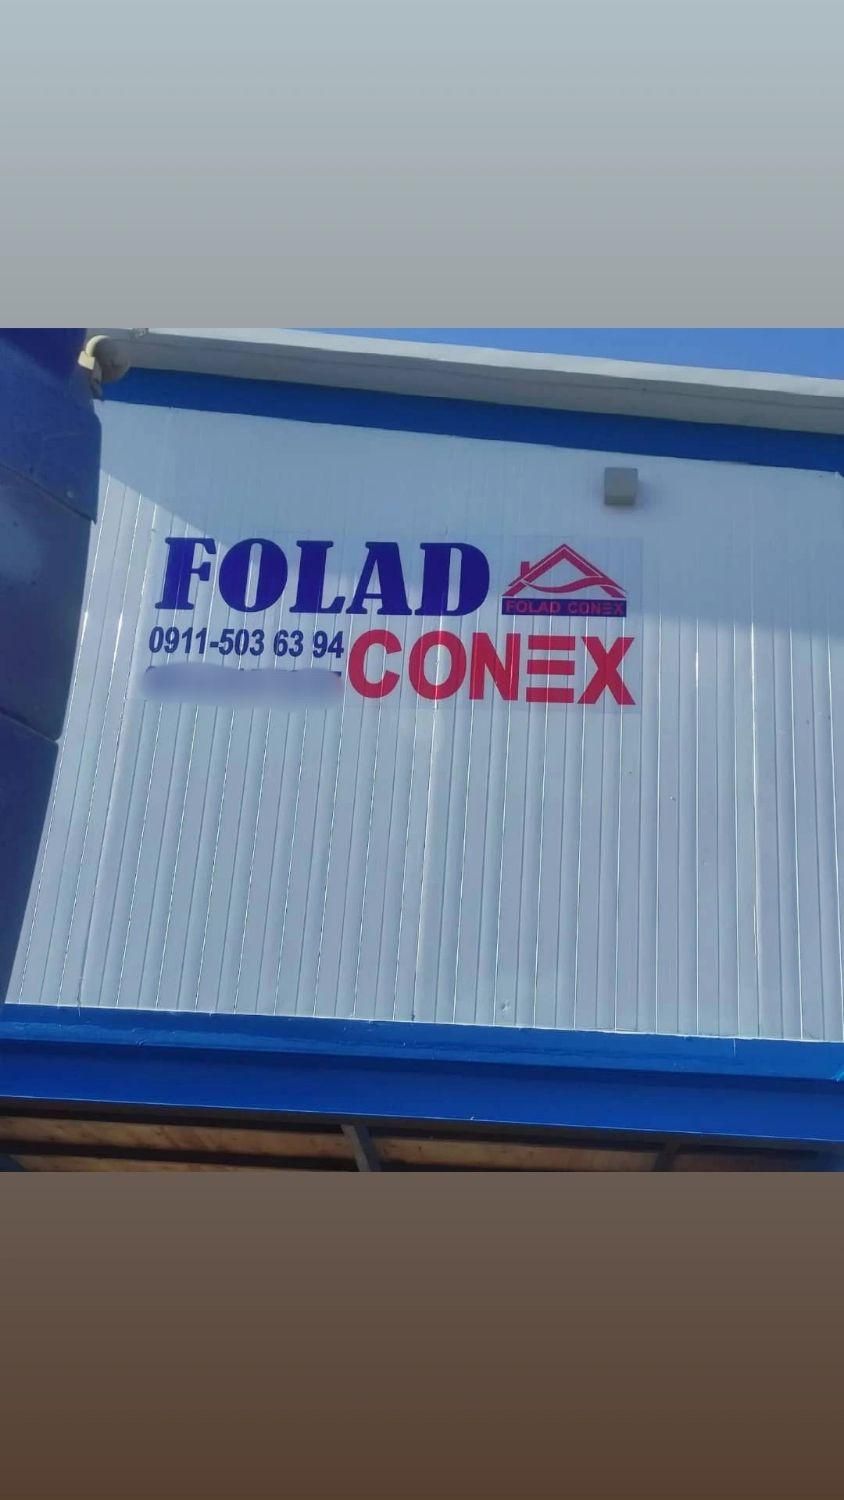 FOLAD
FOLAD CONEX
0911-503 63 94
CONEX